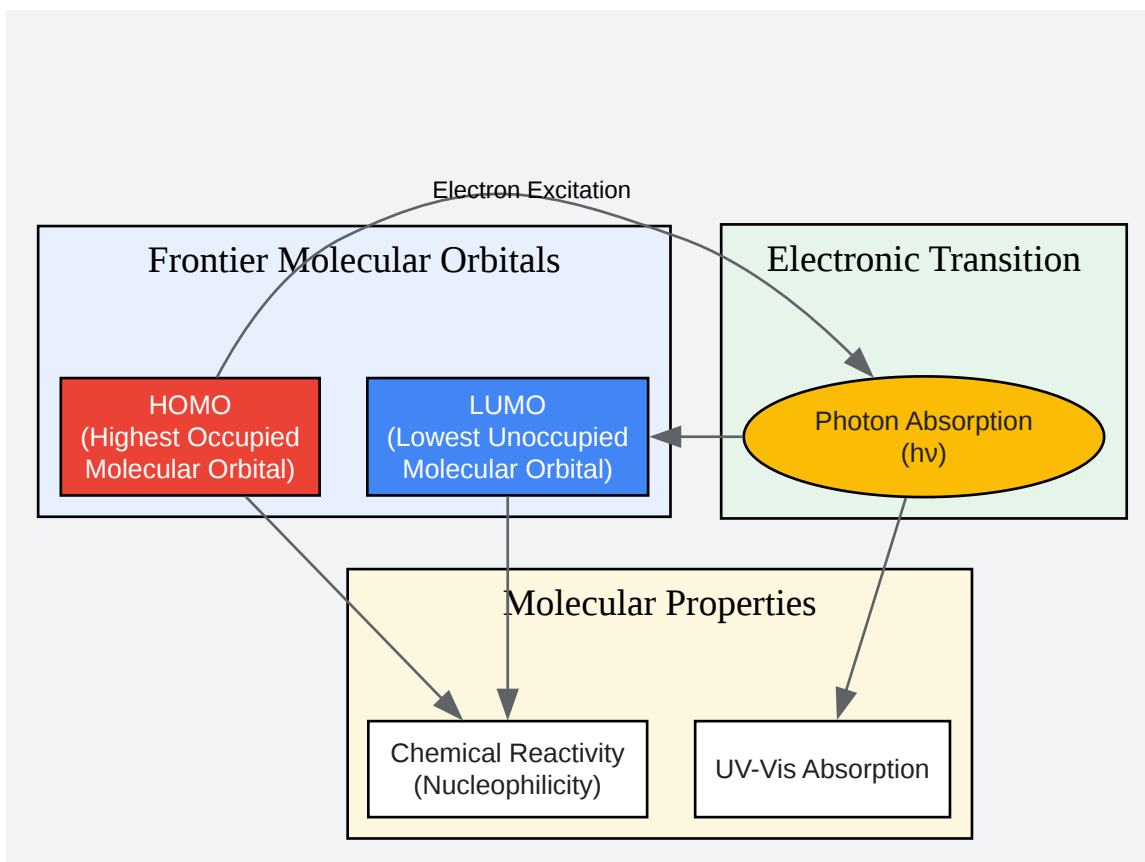 Electron Excitation
Frontier Molecular Orbitals
Electronic Transition
HOMO
(Highest Occupied
Molecular Orbital)
LUMO
(Lowest Unoccupied
Molecular Orbital)
Photon Absorption
(hν)
Molecular Properties
Chemical Reactivity
(Nucleophilicity)
UV-Vis Absorption